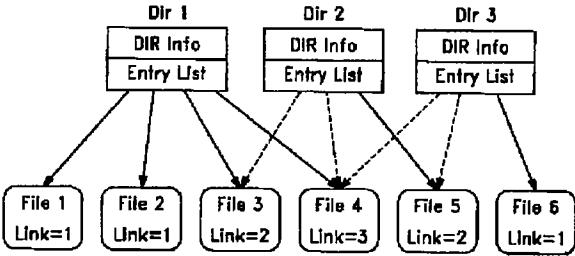 Dir 1 Dir 2 Dir 3
DIR Info DIR Info DIR Info
Entry List Entry List Entry List
File 1 File 2 File 3 File 4 File 5 File 6
Link=1 Link=1 Link=2 Link=3 Link=2 Link=1